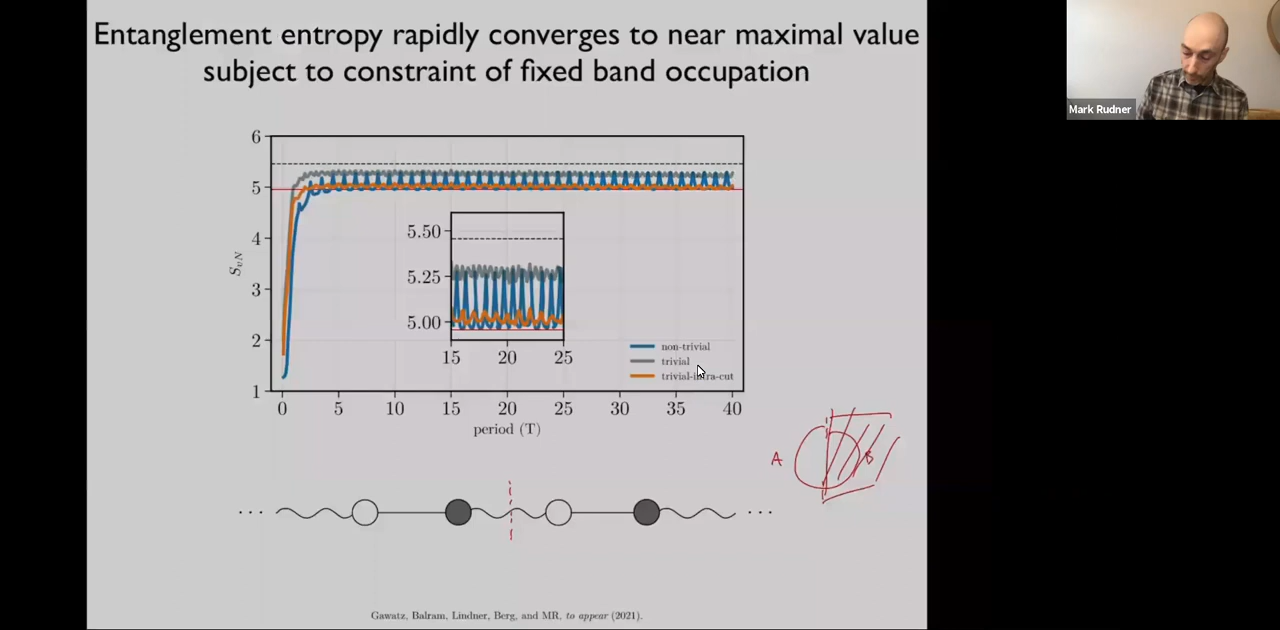 Entanglement entropy rapidly converges to near maximal value
subject to constraint of fixed band occupation
Mark Rudner
6
5
4
3
2
1
S_vN
5.50
5.25
5.00
15 20 25
non-trivial
trivial
trivial-intra-cut
0 5 10 15 20 25 30 35 40
period (T)
A B
... ...
Gawatz, Balram, Lindner, Berg, and MR, to appear (2021).